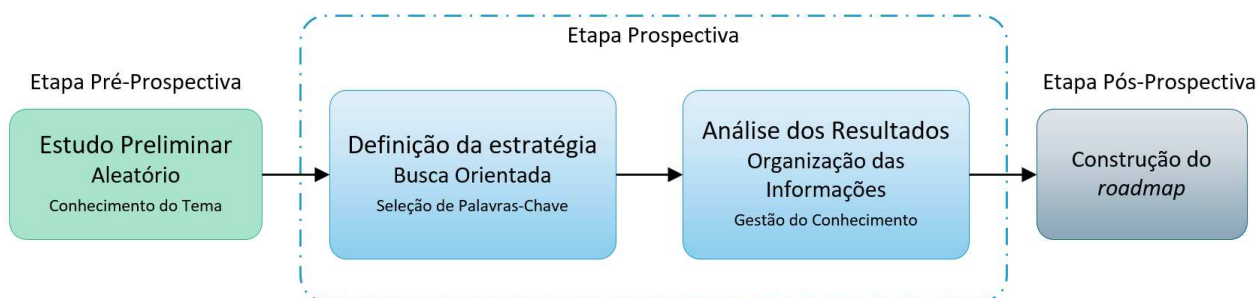 Etapa Prospectiva
Etapa Pré-Prospectiva
Estudo Preliminar
Aleatório
Conhecimento do Tema
Definição da estratégia
Busca Orientada
Seleção de Palavras-Chave
Análise dos Resultados
Organização das
Informações
Gestão do Conhecimento
Etapa Pós-Prospectiva
Construção do
roadmap